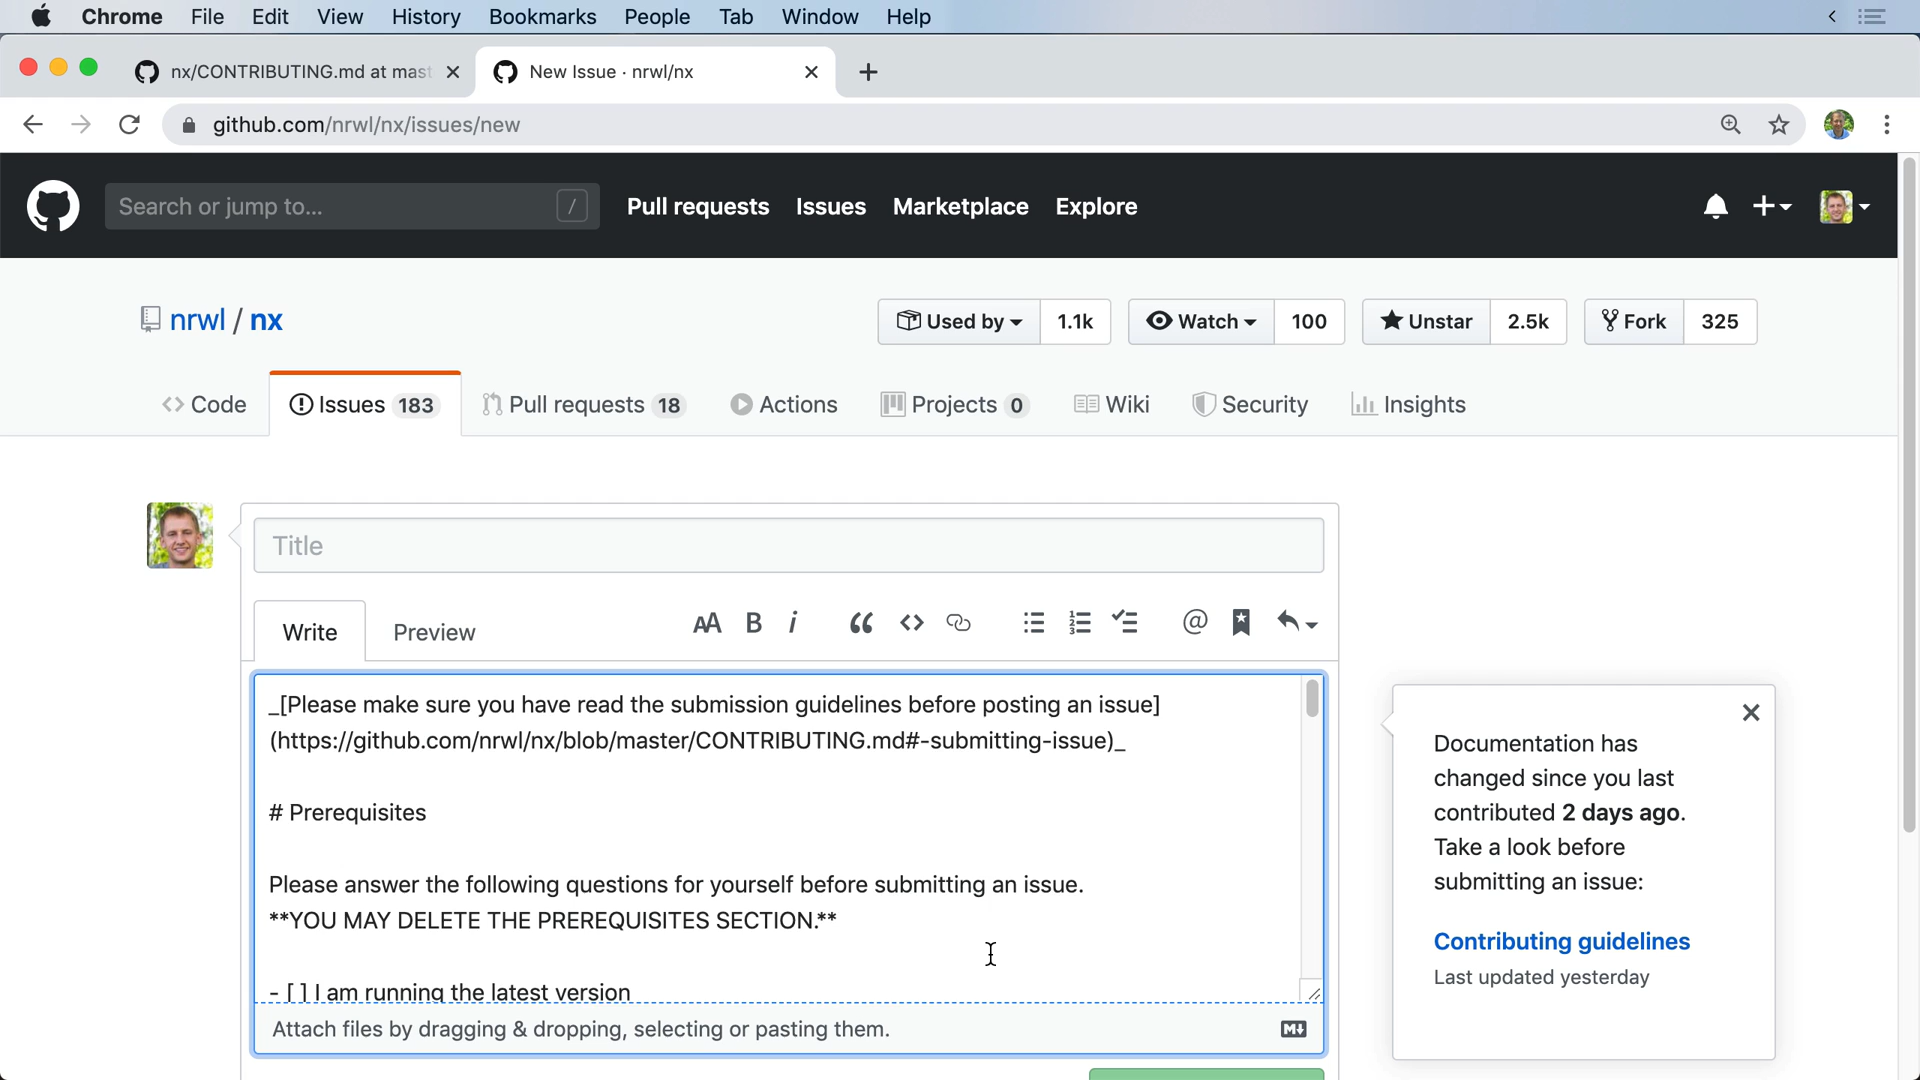 Chrome File Edit View History Bookmarks People Tab Window Help
nx/CONTRIBUTING.md at mast
New Issue · nrwl/nx
github.com/nrwl/nx/issues/new
Search or jump to... /
Pull requests Issues Marketplace Explore
nrwl / nx
Used by 1.1k
Watch 100
Unstar 2.5k
Fork 325
Code Issues 183 Pull requests 18 Actions Projects 0 Wiki Security Insights
Title
Write Preview
_[Please make sure you have read the submission guidelines before posting an issue]
(https://github.com/nrwl/nx/blob/master/CONTRIBUTING.md#-submitting-issue)_
# Prerequisites
Please answer the following questions for yourself before submitting an issue.
**YOU MAY DELETE THE PREREQUISITES SECTION.**
- [ ] I am running the latest version
Attach files by dragging & dropping, selecting or pasting them.
Documentation has
changed since you last
contributed 2 days ago.
Take a look before
submitting an issue:
Contributing guidelines
Last updated yesterday